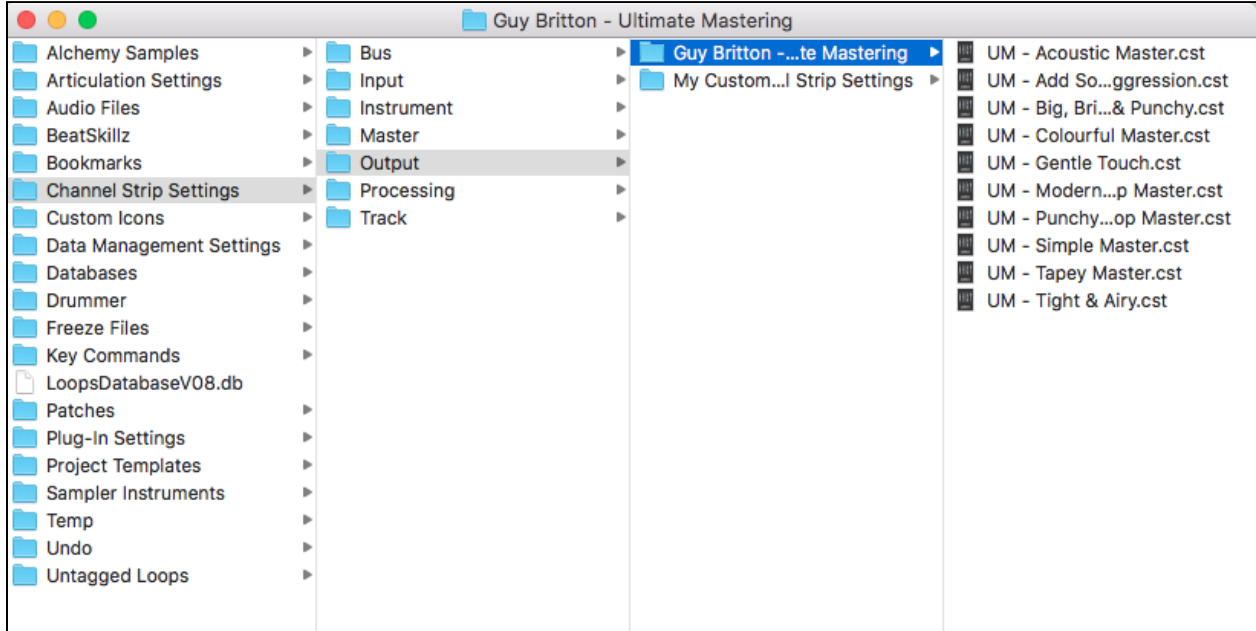 Guy Britton - Ultimate Mastering
Alchemy Samples
Articulation Settings
Audio Files
BeatSkillz
Bookmarks
Channel Strip Settings
Custom Icons
Data Management Settings
Databases
Drummer
Freeze Files
Key Commands
LoopsDatabaseV08.db
Patches
Plug-In Settings
Project Templates
Sampler Instruments
Temp
Undo
Untagged Loops
Bus
Input
Instrument
Master
Output
Processing
Track
Guy Britton -...te Mastering
My Custom...l Strip Settings
UM - Acoustic Master.cst
UM - Add So...ggression.cst
UM - Big, Bri...& Punchy.cst
UM - Colourful Master.cst
UM - Gentle Touch.cst
UM - Modern...p Master.cst
UM - Punchy...op Master.cst
UM - Simple Master.cst
UM - Tapey Master.cst
UM - Tight & Airy.cst